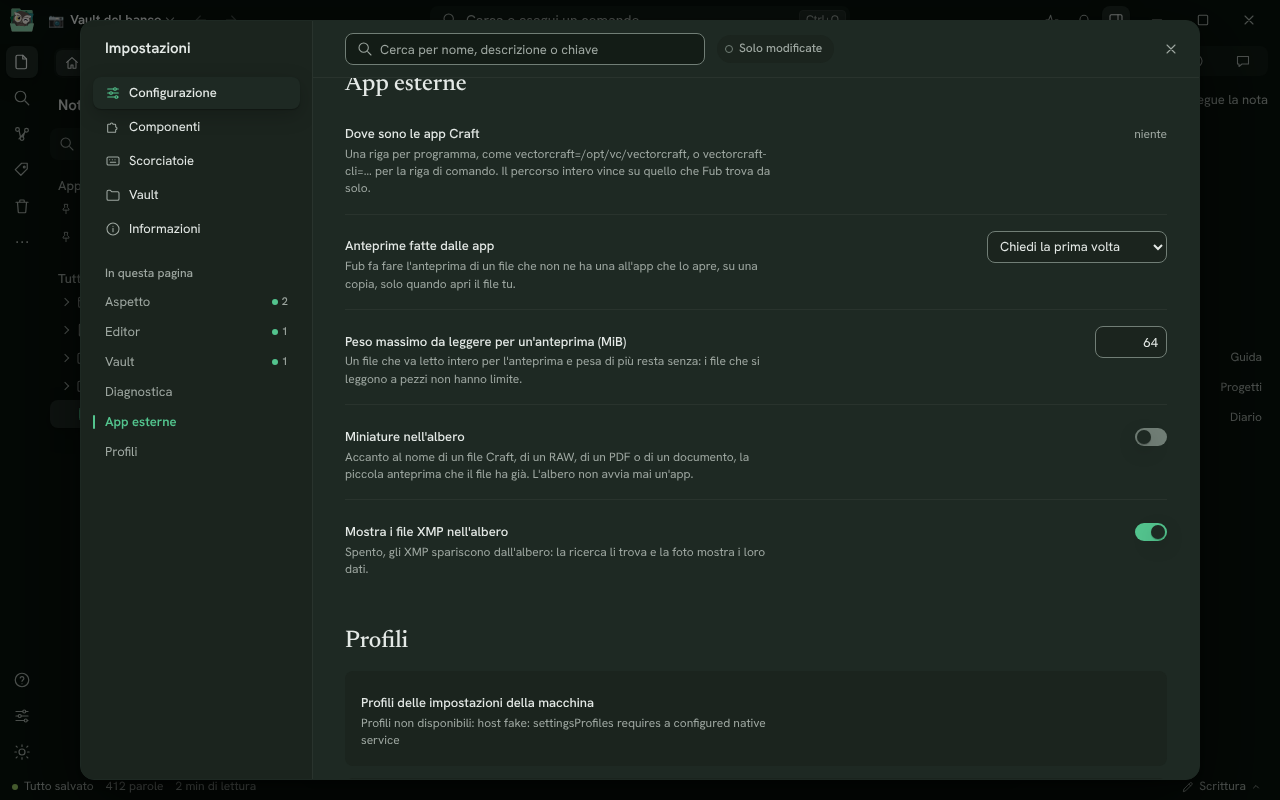 Vault del banco
Cerca o esegui un comando
Ctrl+O
Impostazioni
Cerca per nome, descrizione o chiave
Solo modificate
Configurazione
Componenti
Scorciatoie
Vault
Informazioni
In questa pagina
Aspetto
2
Editor
1
Vault
1
Diagnostica
App esterne
Profili
App esterne
Dove sono le app Craft
niente
Una riga per programma, come vectorcraft=/opt/vc/vectorcraft, o vectorcraft-
cli=… per la riga di comando. Il percorso intero vince su quello che Fub trova da
solo.
Anteprime fatte dalle app
Chiedi la prima volta
Fub fa fare l'anteprima di un file che non ne ha una all'app che lo apre, su una
copia, solo quando apri il file tu.
Peso massimo da leggere per un'anteprima (MiB)
64
Un file che va letto intero per l'anteprima e pesa di più resta senza: i file che si
leggono a pezzi non hanno limite.
Miniature nell'albero
Accanto al nome di un file Craft, di un RAW, di un PDF o di un documento, la
piccola anteprima che il file ha già. L'albero non avvia mai un'app.
Mostra i file XMP nell'albero
Spento, gli XMP spariscono dall'albero: la ricerca li trova e la foto mostra i loro
dati.
Profili
Profili delle impostazioni della macchina
Profili non disponibili: host fake: settingsProfiles requires a configured native
service
Not
App
Tutt
egue la nota
Guida
Progetti
Diario
Tutto salvato
412 parole
2 min di lettura
Scrittura